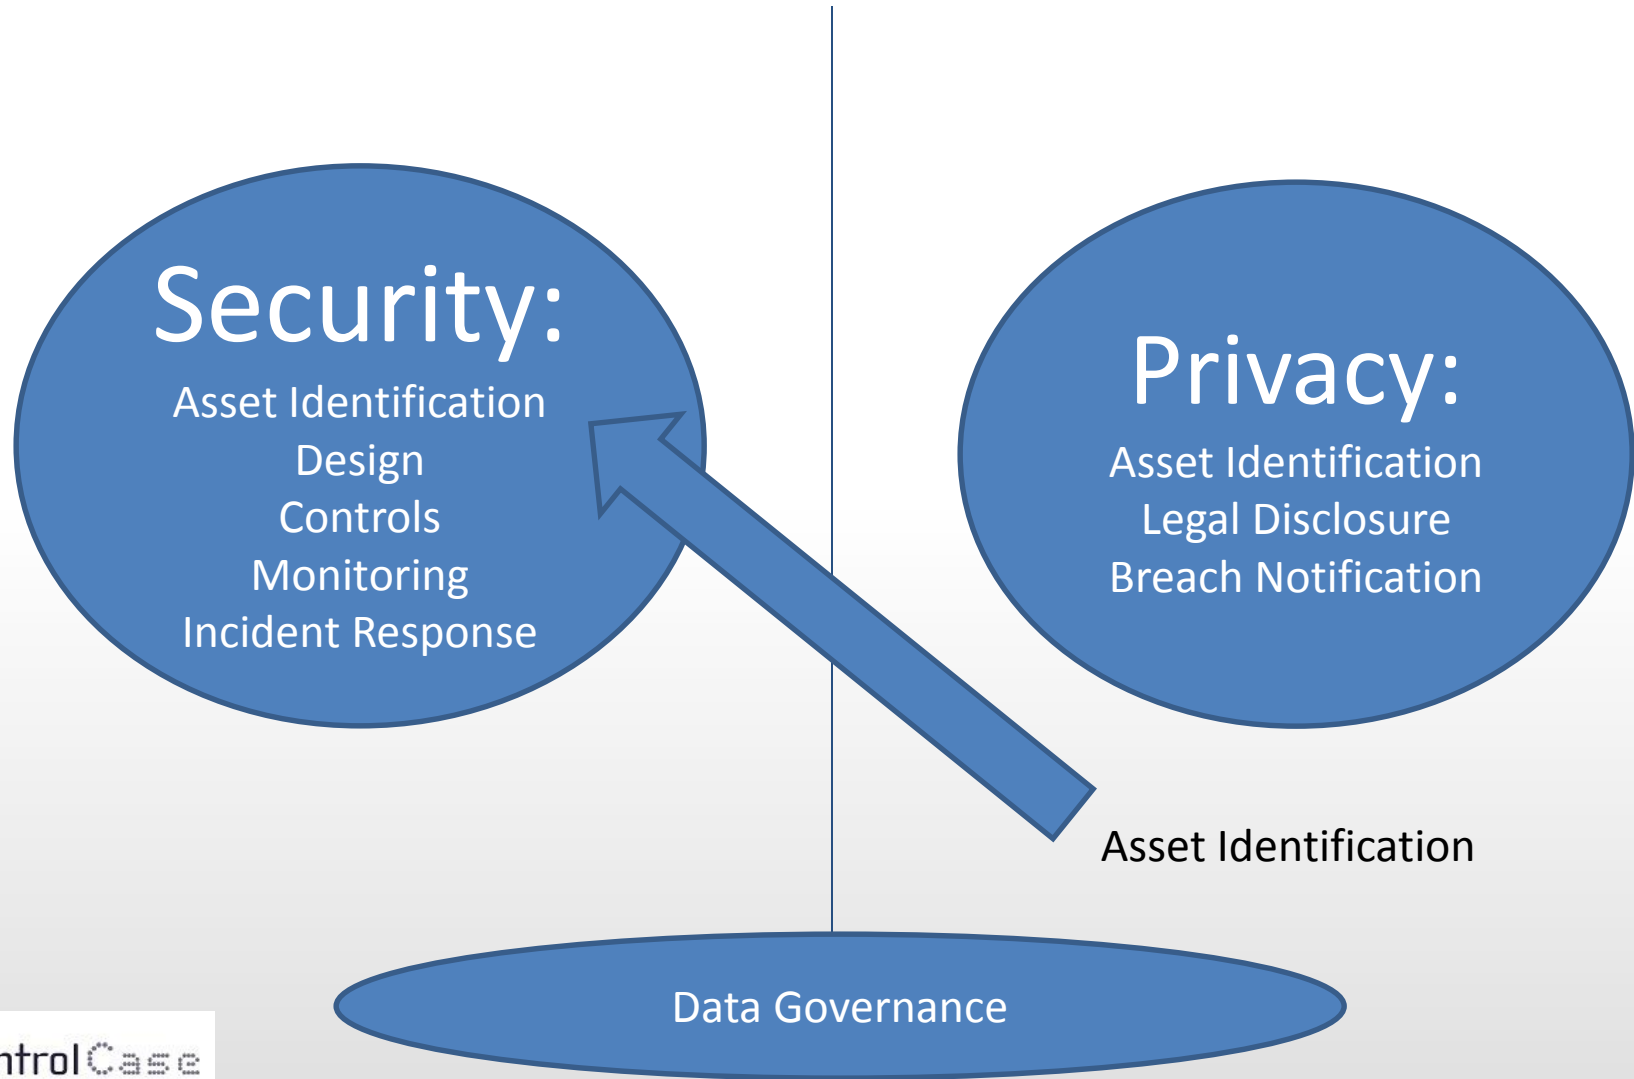 Security:
Asset Identification
Design
Controls
Monitoring
Incident Response
Privacy:
Asset Identification
Legal Disclosure
Breach Notification
Asset Identification
Data Governance
ntrolCase